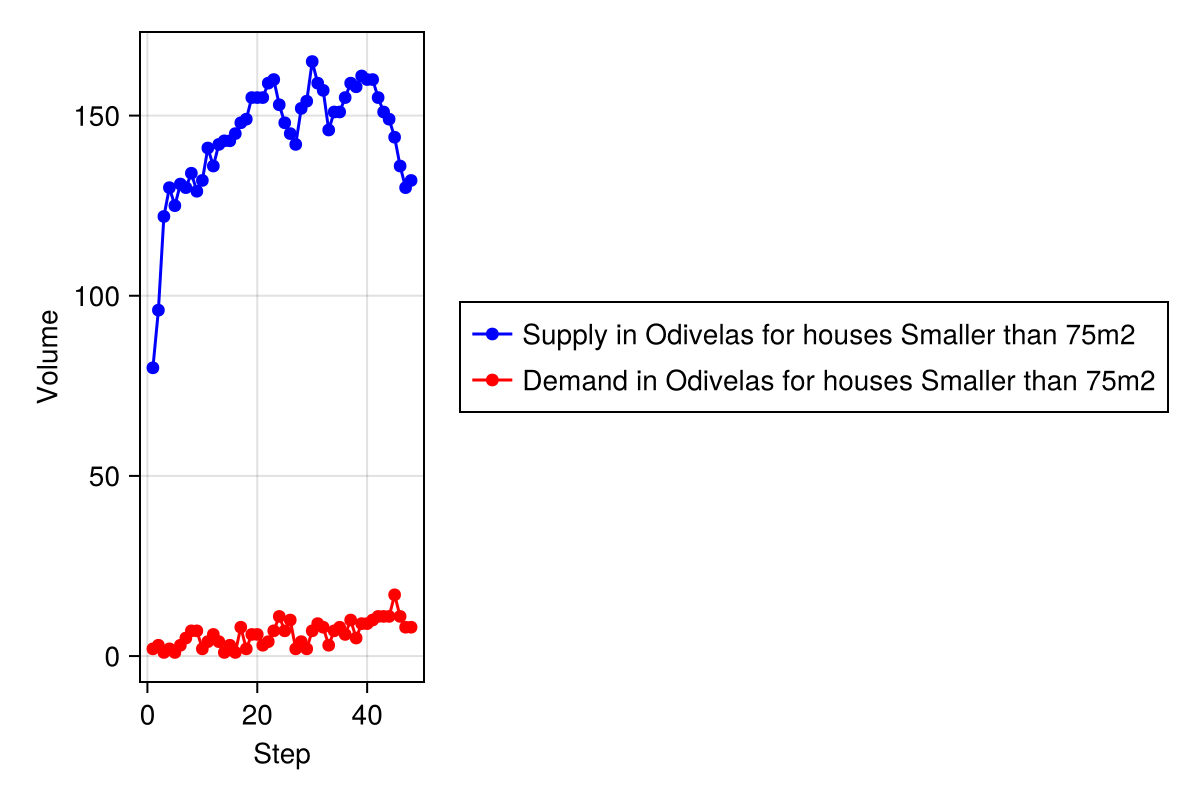 150
100
50
0
Volume
0 20 40
Step
Supply in Odivelas for houses Smaller than 75m2
Demand in Odivelas for houses Smaller than 75m2